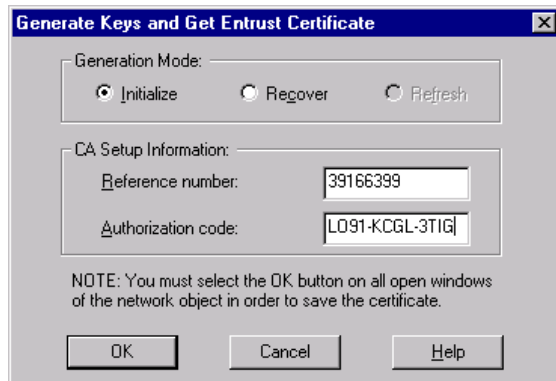 Generate Keys and Get Entrust Certificate
Generation Mode:
Initialize Recover Refresh
CA Setup Information:
Reference number: 39166399
Authorization code: LO91-KCGL-3TIG
NOTE: You must select the OK button on all open windows
of the network object in order to save the certificate.
OK Cancel Help